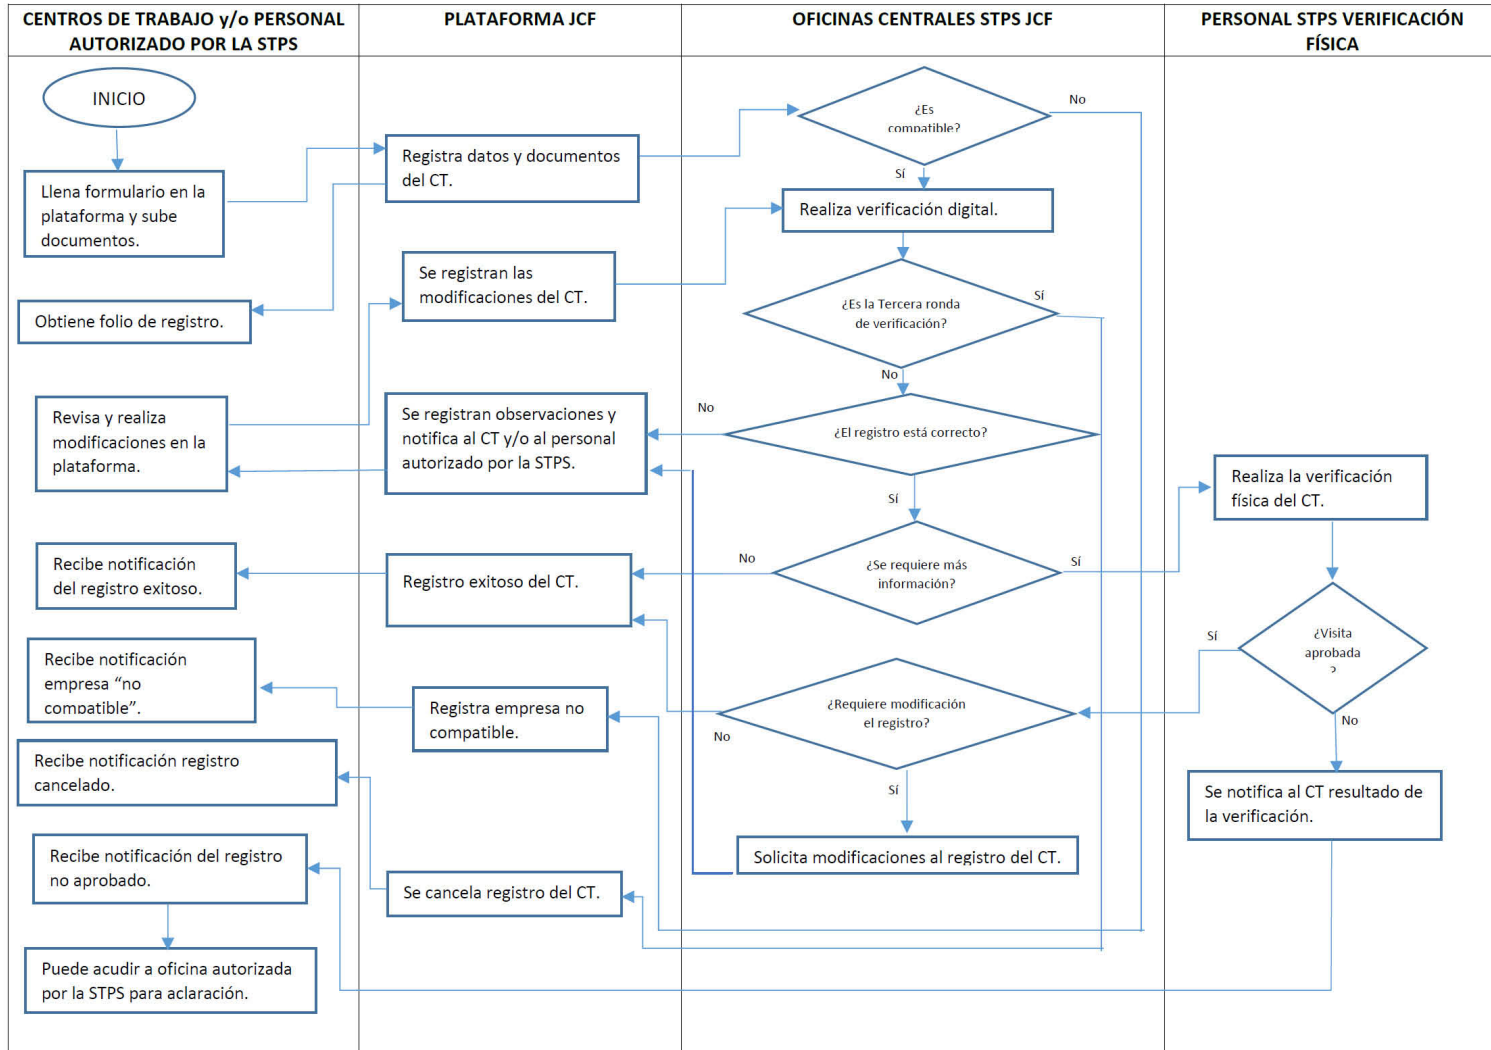 CENTROS DE TRABAJO y/o PERSONAL
AUTORIZADO POR LA STPS
PLATAFORMA JCF
OFICINAS CENTRALES STPS JCF
PERSONAL STPS VERIFICACIÓN
FÍSICA
INICIO
Llena formulario en la
plataforma y sube
documentos.
Obtiene folio de registro.
Revisa y realiza
modificaciones en la
plataforma.
Recibe notificación
del registro exitoso.
Recibe notificación
empresa “no
compatible”.
Recibe notificación registro
cancelado.
Recibe notificación del registro
no aprobado.
Puede acudir a oficina autorizada
por la STPS para aclaración.
Registra datos y documentos
del CT.
Se registran las
modificaciones del CT.
Se registran observaciones y
notifica al CT y/o al personal
autorizado por la STPS.
Registro exitoso del CT.
Registra empresa no
compatible.
Se cancela registro del CT.
¿Es
compatible?
No
Sí
Realiza verificación digital.
¿Es la Tercera ronda
de verificación?
Sí
No
¿El registro está correcto?
No
Sí
¿Se requiere más
información?
No
Sí
¿Requiere modificación
el registro?
No
Sí
Solicita modificaciones al registro del CT.
Realiza la verificación
física del CT.
¿Visita
aprobada
?
Sí
No
Se notifica al CT resultado de
la verificación.